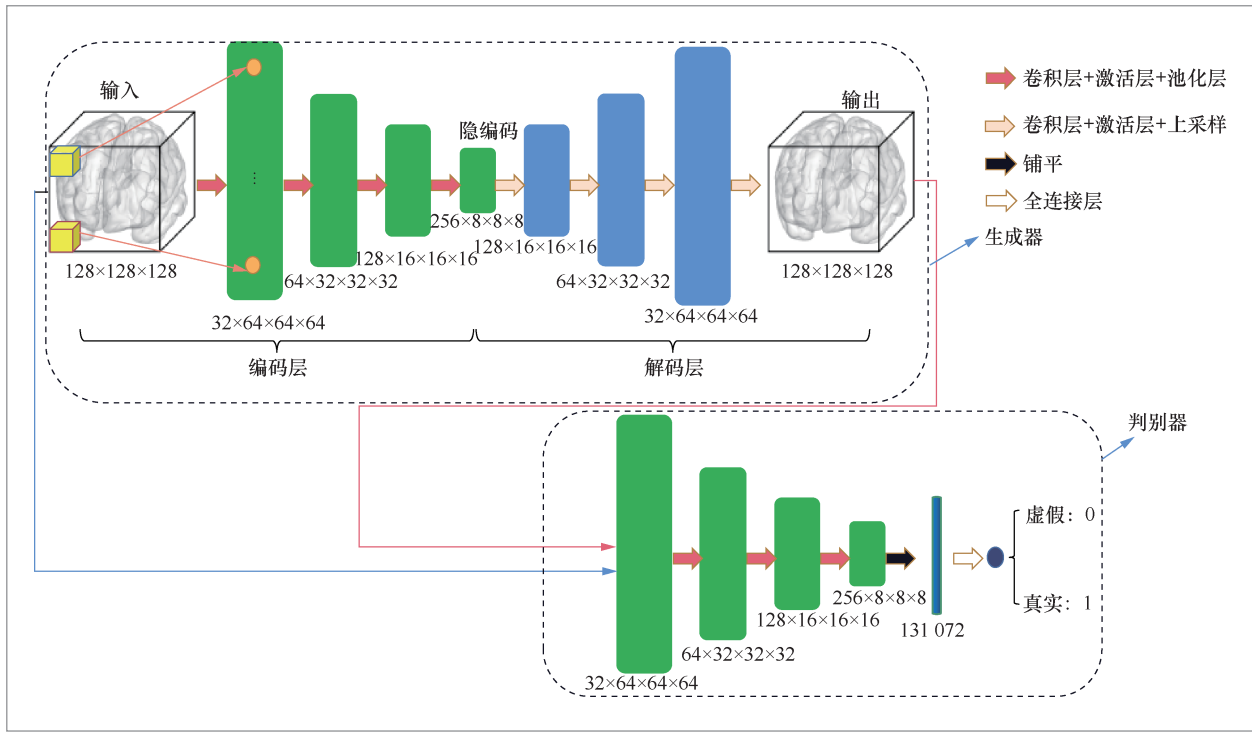 输入
128×128×128
⋮
32×64×64×64
64×32×32×32
128×16×16×16
隐编码
256×8×8×8
128×16×16×16
64×32×32×32
32×64×64×64
输出
128×128×128
编码层
解码层
卷积层+激活层+池化层
卷积层+激活层+上采样
铺平
全连接层
生成器
判别器
32×64×64×64
64×32×32×32
128×16×16×16
256×8×8×8
131 072
虚假：0
真实：1